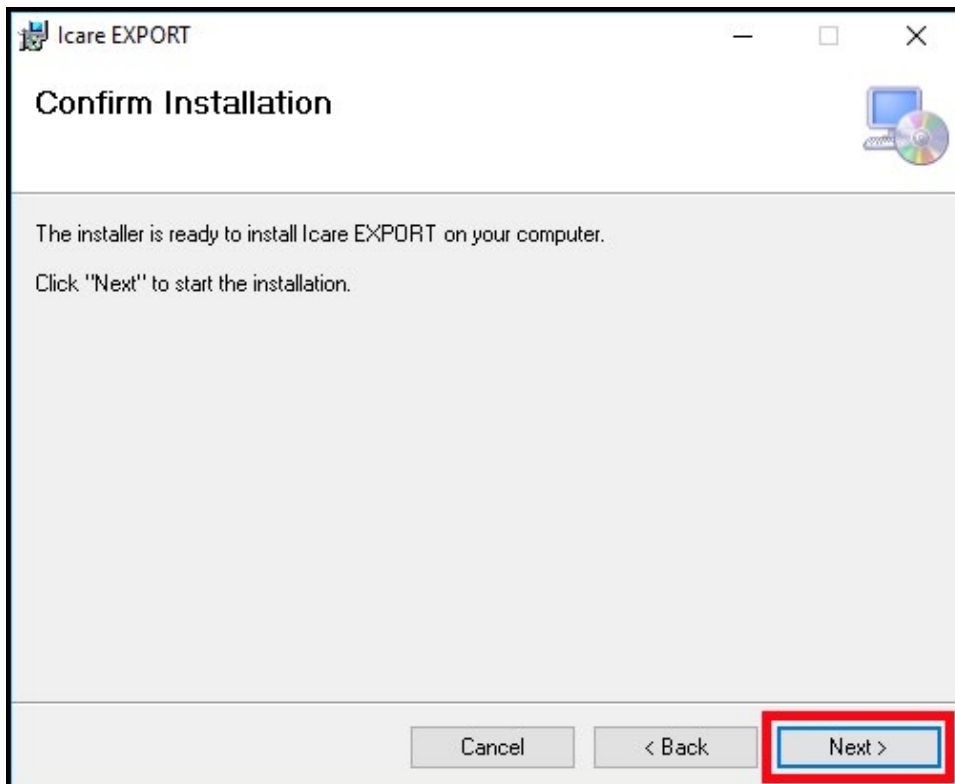 Icare EXPORT
Confirm Installation
The installer is ready to install Icare EXPORT on your computer.
Click "Next" to start the installation.
Cancel
< Back
Next >